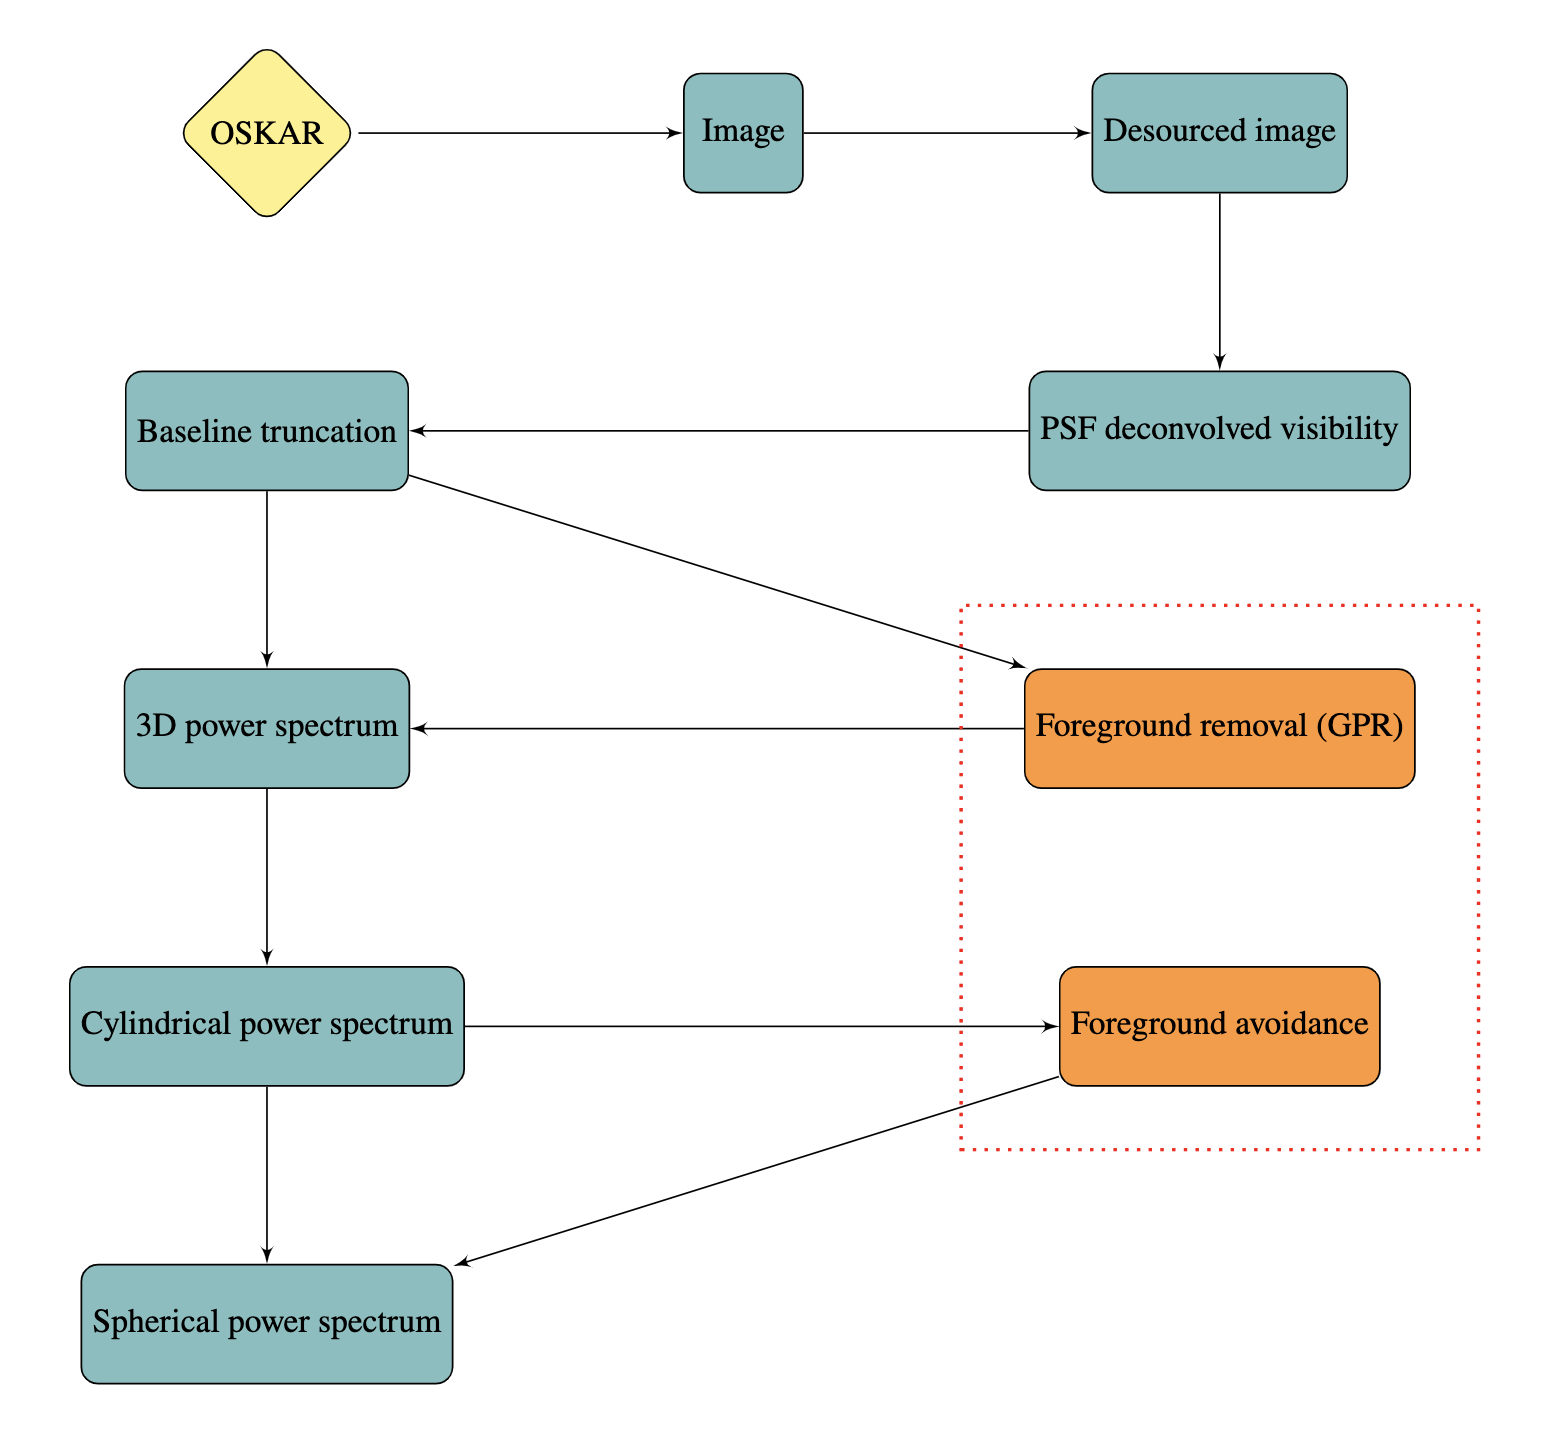 OSKAR
Image
Desourced image
Baseline truncation
PSF deconvolved visibility
3D power spectrum
Foreground removal (GPR)
Cylindrical power spectrum
Foreground avoidance
Spherical power spectrum